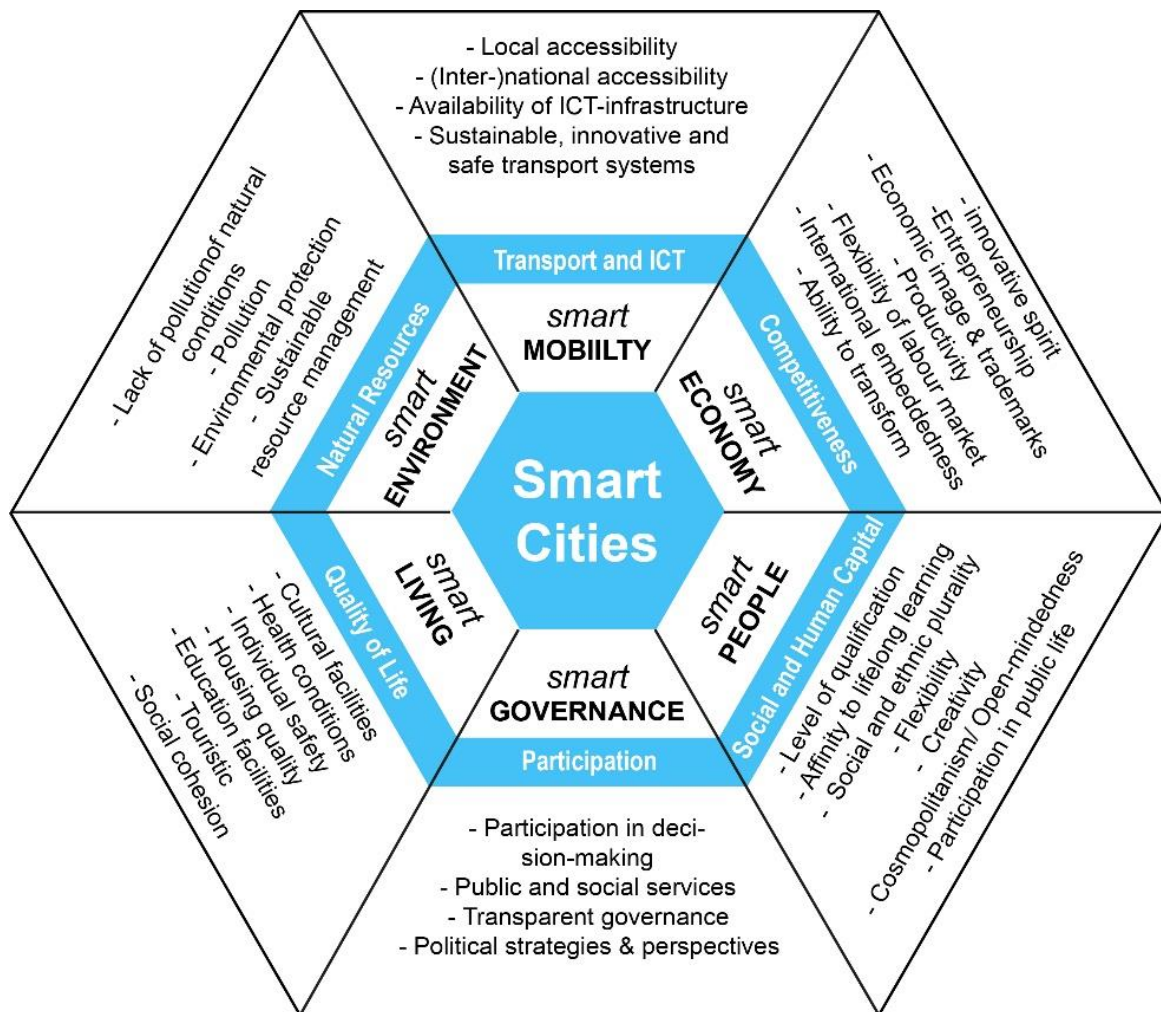 - Local accessibility
- (Inter-)national accessibility
- Availability of ICT-infrastructure
- Sustainable, innovative and
safe transport systems
Transport and ICT
smart
MOBIILTY
- innovative spirit
-Entrepreneurship
- Economic image & trademarks
- Productivity
- Flexibility of labour market
- International embeddedness
- Ability to transform
Competitiveness
smart
ECONOMY
- Lack of pollutionof natural
conditions
- Pollution
- Environmental protection
- Sustainable
resource management
Natural Resources
smart
ENVIRONMENT
Smart
Cities
smart
LIVING
Quality of Life
- Cultural facilities
- Health conditions
- Individual safety
- Housing quality
- Education facilities
- Touristic
- Social cohesion
smart
PEOPLE
Social and Human Capital
- Level of qualification
- Affinity to lifelong learning
- Social and ethnic plurality
- Flexibility
- Creativity
- Cosmopolitanism/ Open-mindedness
- Participation in public life
smart
GOVERNANCE
Participation
- Participation in deci-
sion-making
- Public and social services
- Transparent governance
- Political strategies & perspectives